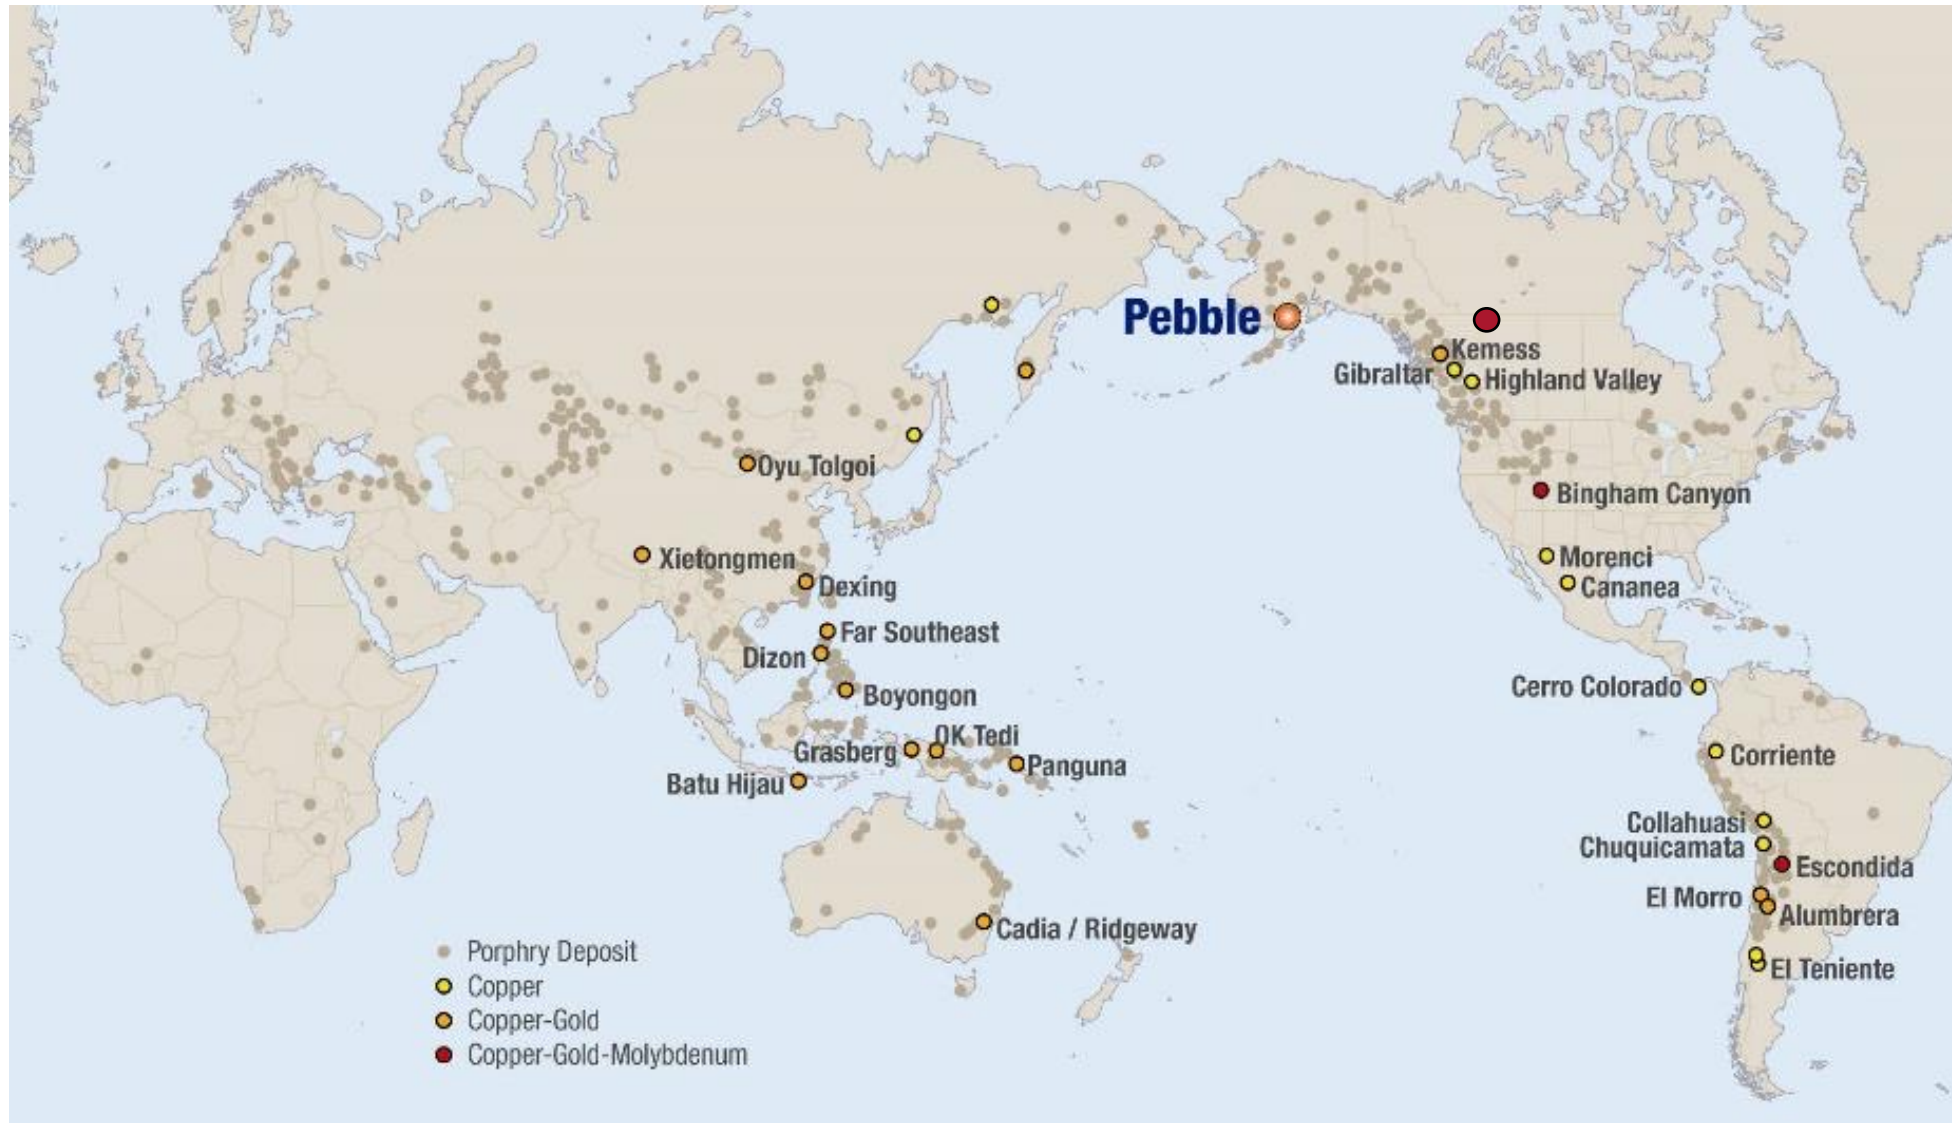 Pebble
Kemess
Gibraltar
Highland Valley
Oyu Tolgoi
Bingham Canyon
Xietongmen
Morenci
Dexing
Cananea
Far Southeast
Dizon
Cerro Colorado
Boyongon
OK Tedi
Grasberg
Corriente
Panguna
Batu Hijau
Collahuasi
Chuquicamata
Escondida
El Morro
Alumbrera
Cadia / Ridgeway
El Teniente
Porphry Deposit
Copper
Copper-Gold
Copper-Gold-Molybdenum